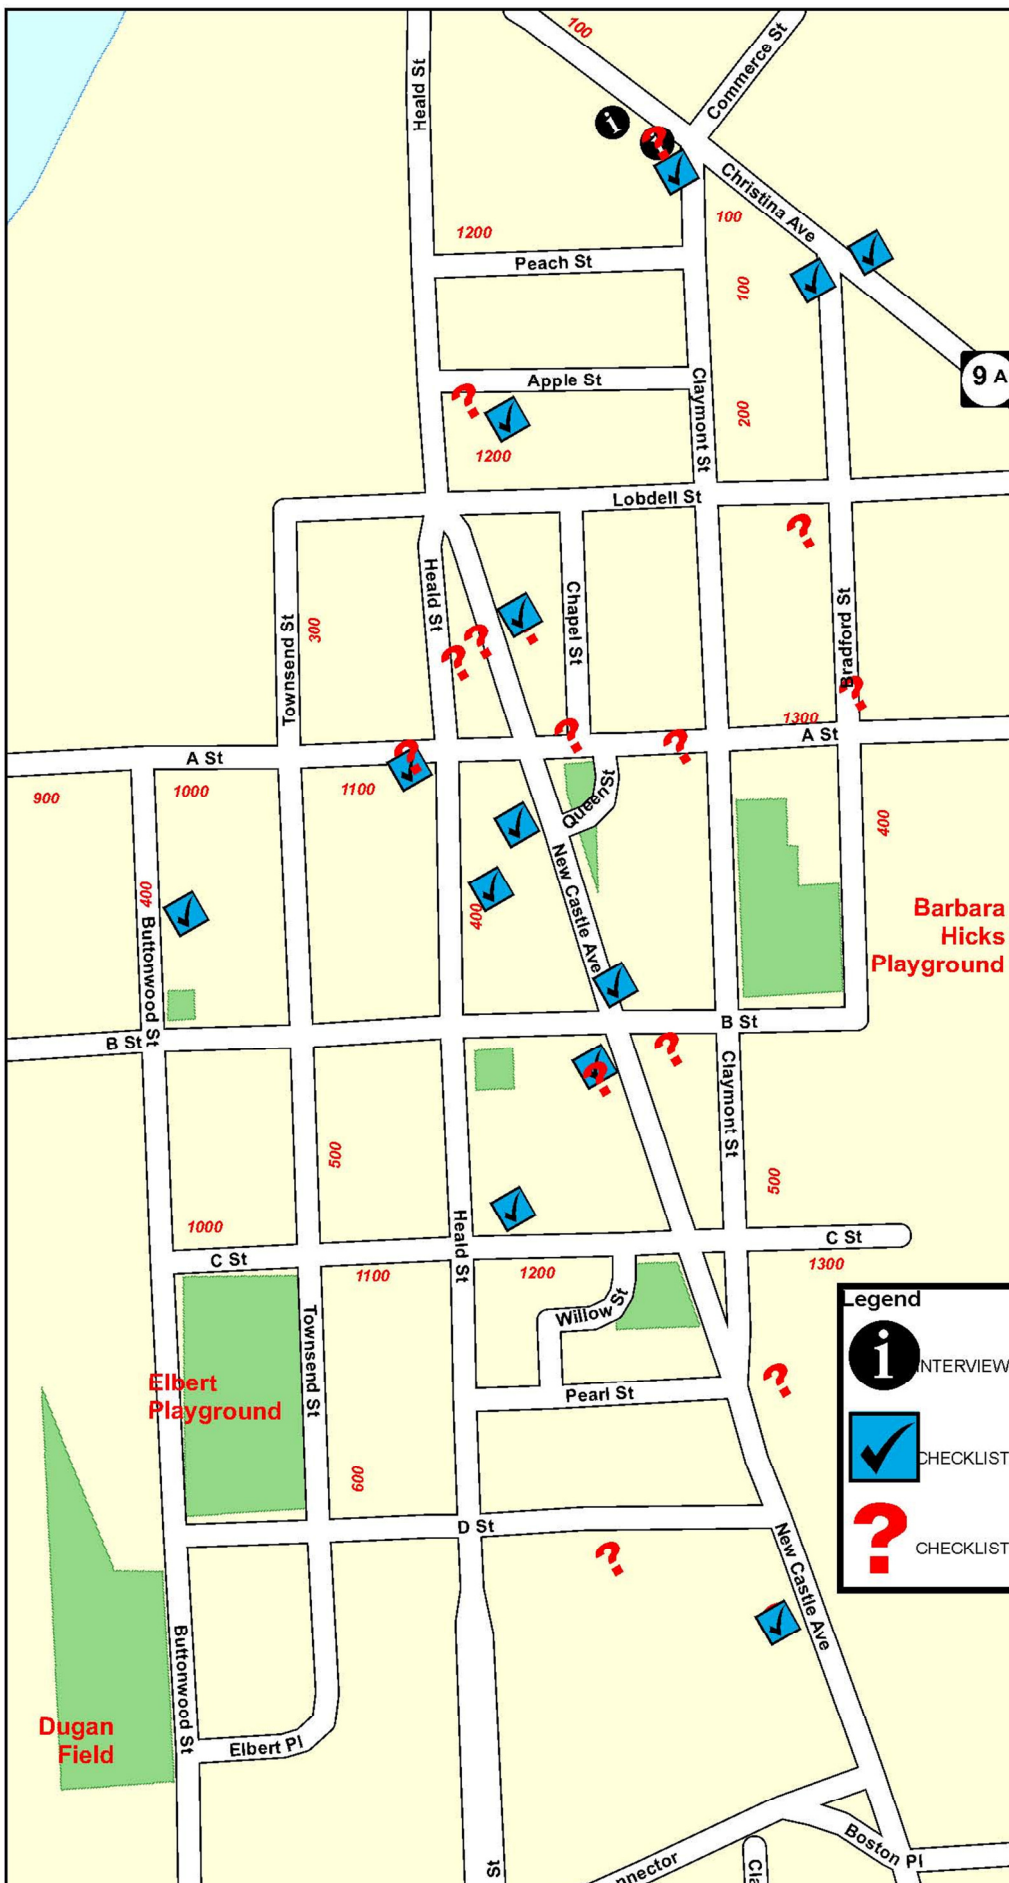 100
Commerce St
Heald St
Christina Ave
100
1200
Peach St
100
9 A
Apple St
Claymont St
200
1200
Lobdell St
Heald St
Chapel St
Bradford St
Townsend St
300
1300
A St
A St
900
1000
1100
Queen St
400
New Castle Ave
400
400
Buttonwood St
Barbara
Hicks
Playground
B St
B St
Claymont St
500
500
1000
Heald St
C St
C St
1100
1200
1300
Willow St
Townsend St
Legend
INTERVIEW
Elbert
Playground
Pearl St
CHECKLIST
600
D St
CHECKLIST
New Castle Ave
Buttonwood St
Dugan
Field
Elbert Pl
Boston Pl
St
nnector
Cla